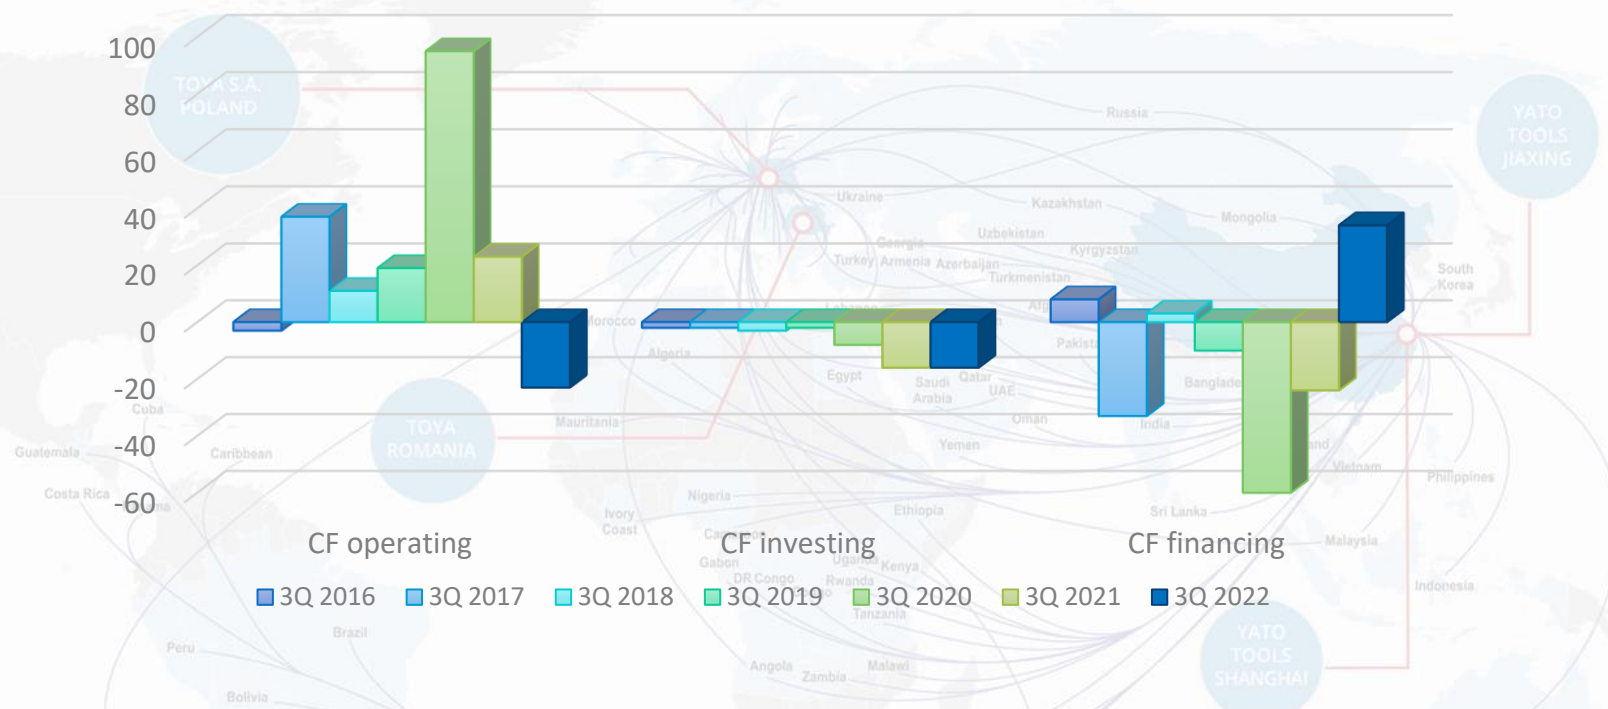 100
80
60
40
20
0
-20
-40
-60
TOYA S.A.
POLAND
YATO
TOOLS
JIAXING
TOYA
ROMANIA
YATO
TOOLS
SHANGHAI
Russia
Ukraine
Kazakhstan
Mongolia
Uzbekistan
Georgia
Kyrgyzstan
Turkey Armenia Azerbaijan
Turkmenistan
South
Korea
Lebanon
Morocco
Algeria
Egypt
Saudi
Arabia
Qatar
UAE
Oman
India
Mauritania
Yemen
Cuba
Guatemala
Caribbean
Costa Rica
Vietnam
Philippines
Nigeria
Ivory
Coast
Ethiopia
Sri Lanka
Malaysia
Gabon
Uganda
Kenya
DR Congo
Rwanda
Tanzania
Indonesia
Brazil
Peru
Bolivia
Angola
Zambia
Malawi
CF operating
CF investing
CF financing
3Q 2016
3Q 2017
3Q 2018
3Q 2019
3Q 2020
3Q 2021
3Q 2022